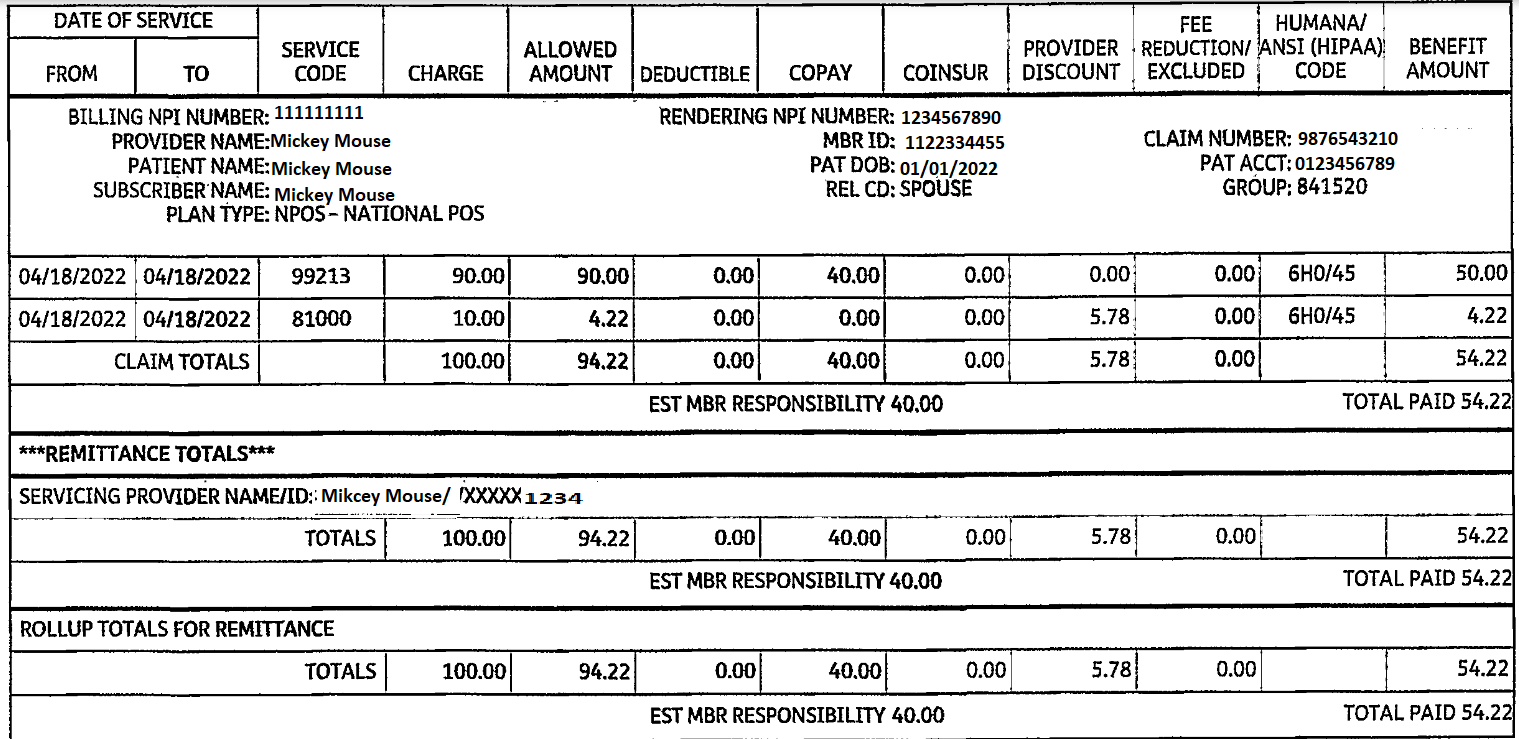 DATE OF SERVICE
FROM TO SERVICE CODE CHARGE ALLOWED AMOUNT DEDUCTIBLE COPAY COINSUR PROVIDER DISCOUNT FEE REDUCTION/ EXCLUDED HUMANA/ ANSI (HIPAA) CODE BENEFIT AMOUNT
BILLING NPI NUMBER: 111111111 RENDERING NPI NUMBER: 1234567890
PROVIDER NAME: Mickey Mouse MBR ID: 1122334455 CLAIM NUMBER: 9876543210
PATIENT NAME: Mickey Mouse PAT DOB: 01/01/2022 PAT ACCT: 0123456789
SUBSCRIBER NAME: Mickey Mouse REL CD: SPOUSE GROUP: 841520
PLAN TYPE: NPOS – NATIONAL POS
04/18/2022 04/18/2022 99213 90.00 90.00 0.00 40.00 0.00 0.00 0.00 6H0/45 50.00
04/18/2022 04/18/2022 81000 10.00 4.22 0.00 0.00 0.00 5.78 0.00 6H0/45 4.22
CLAIM TOTALS 100.00 94.22 0.00 40.00 0.00 5.78 0.00 54.22
EST MBR RESPONSIBILITY 40.00 TOTAL PAID 54.22
***REMITTANCE TOTALS***
SERVICING PROVIDER NAME/ID: Mikcey Mouse/ XXXXX1234
TOTALS 100.00 94.22 0.00 40.00 0.00 5.78 0.00 54.22
EST MBR RESPONSIBILITY 40.00 TOTAL PAID 54.22
ROLLUP TOTALS FOR REMITTANCE
TOTALS 100.00 94.22 0.00 40.00 0.00 5.78 0.00 54.22
EST MBR RESPONSIBILITY 40.00 TOTAL PAID 54.22